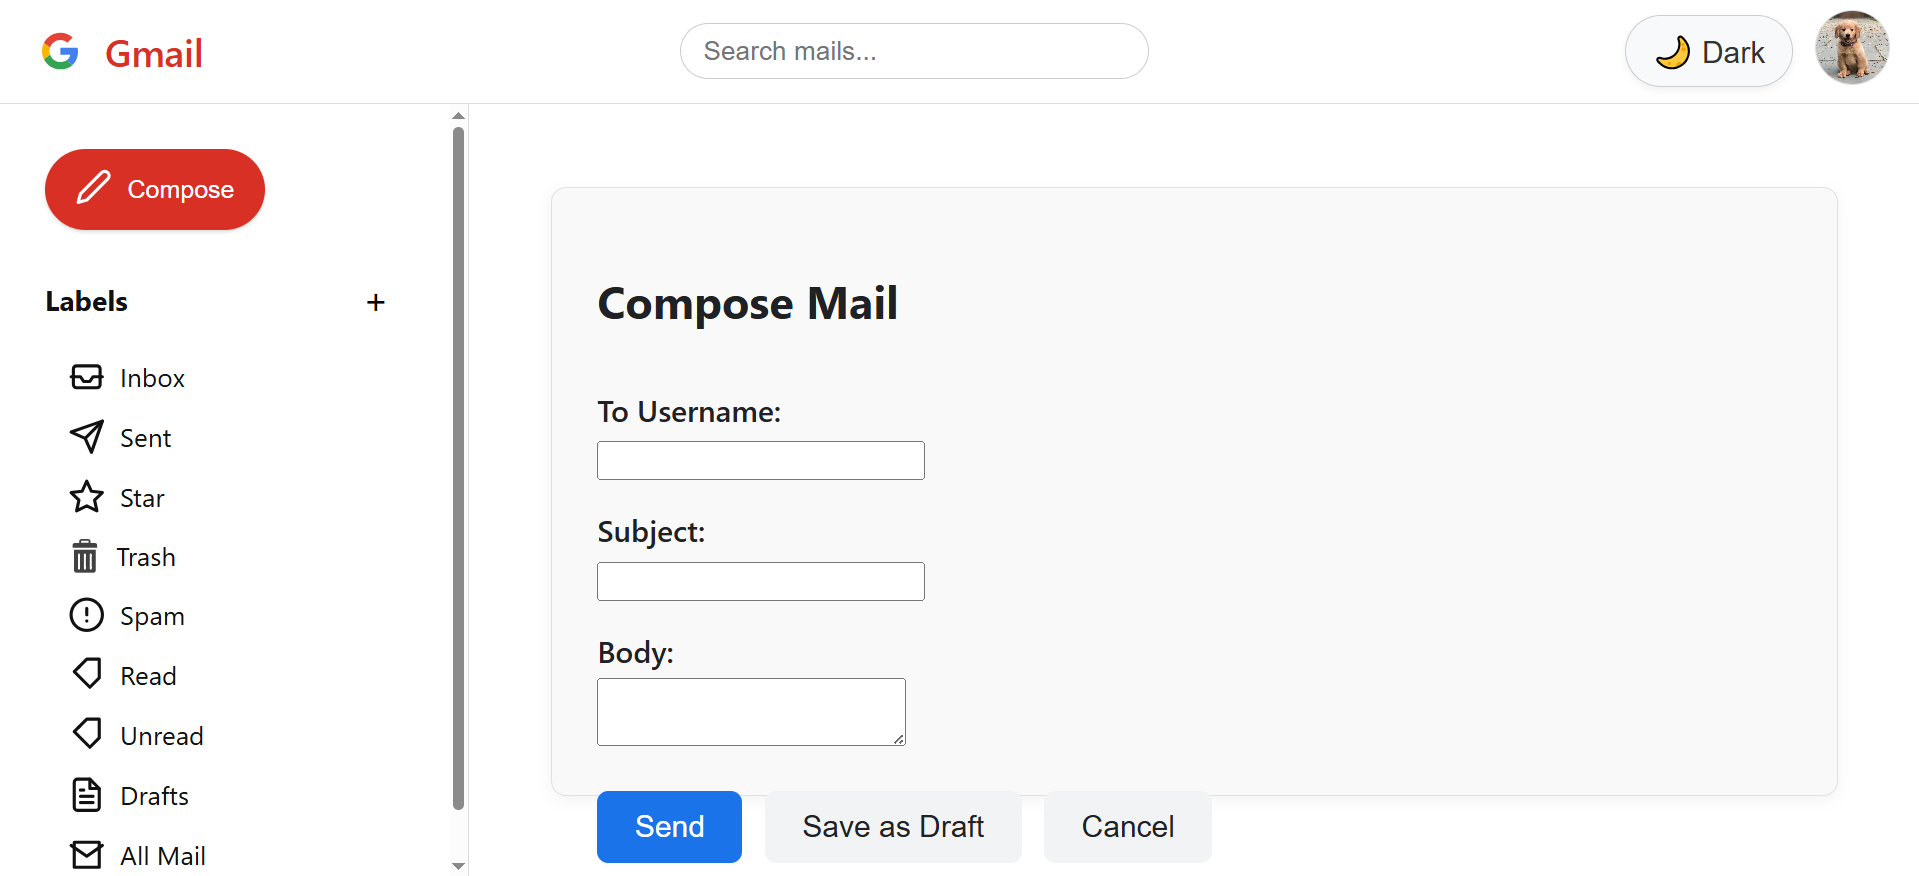 Gmail
Search mails...
Dark
Compose
Labels
+
Inbox
Sent
Star
Trash
Spam
Read
Unread
Drafts
All Mail
Compose Mail
To Username:
Subject:
Body:
Send
Save as Draft
Cancel